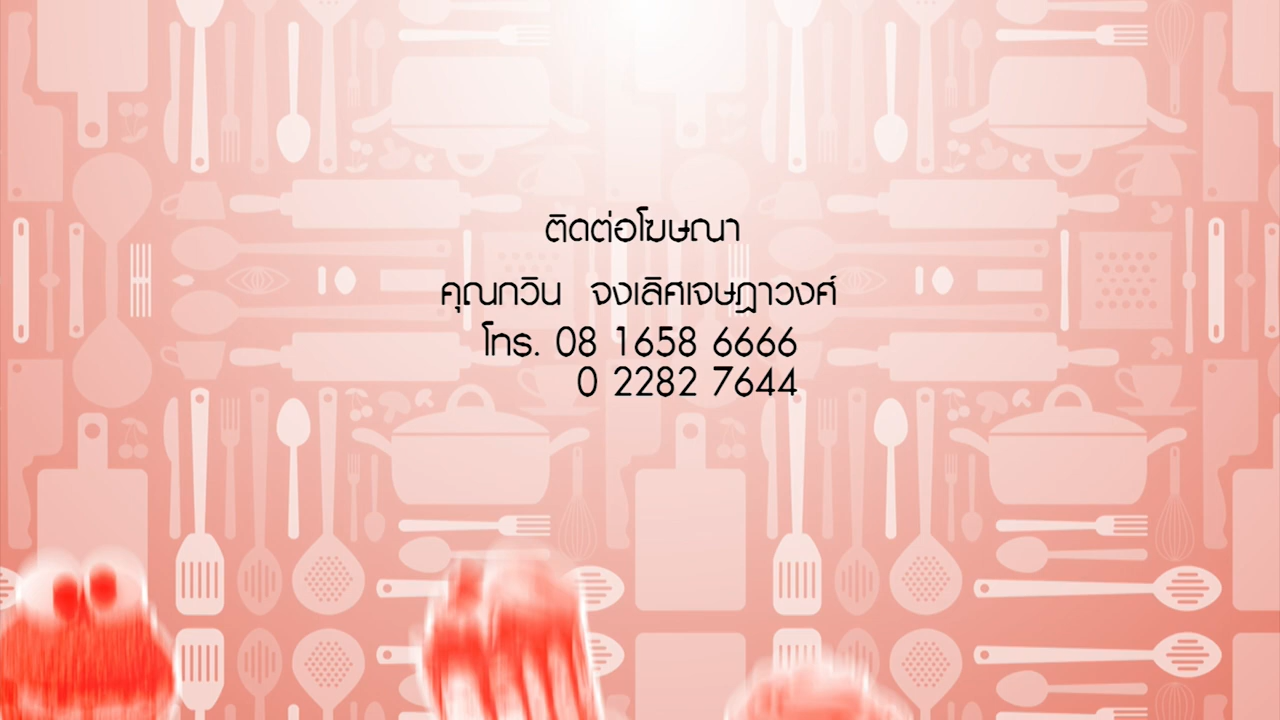 ติดต่อโฆษณา
คุณกวิน จงเลิศเจษฎาวงศ์
โทร. 08 1658 6666
0 2282 7644